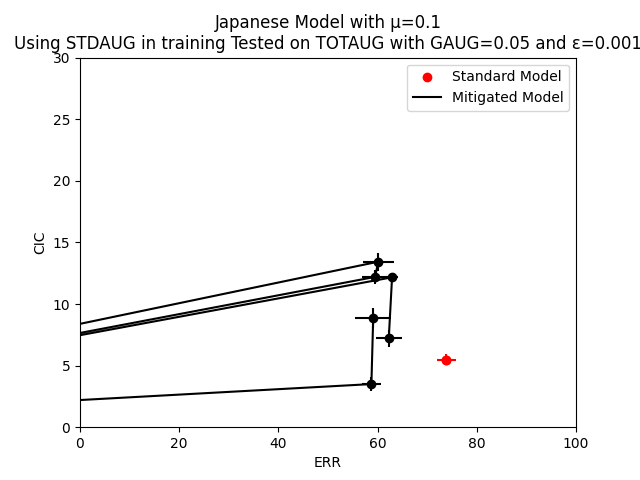 Japanese Model with μ=0.1
Using STDAUG in training Tested on TOTAUG with GAUG=0.05 and ε=0.001
Standard Model
Mitigated Model
30
25
20
15
10
5
0
CIC
0 20 40 60 80 100
ERR